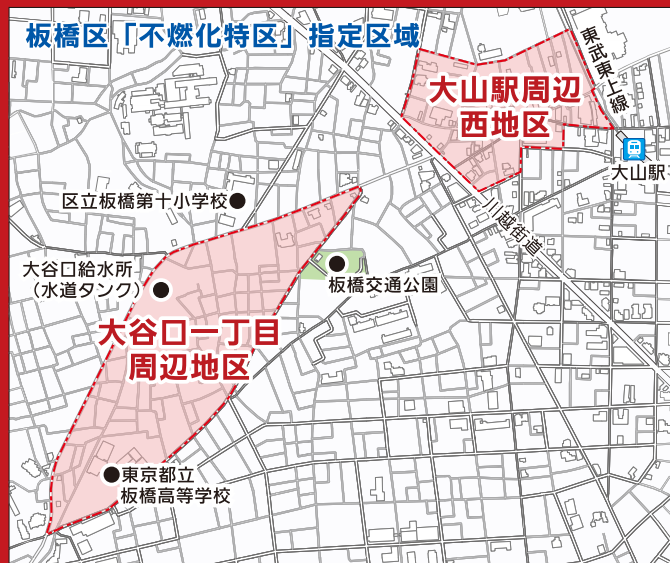 板橋区「不燃化特区」指定区域
東武東上線
大山駅周辺
西地区
大山駅
区立板橋第十小学校
川越街道
大谷口給水所
（水道タンク）
板橋交通公園
大谷口一丁目
周辺地区
東京都立
板橋高等学校